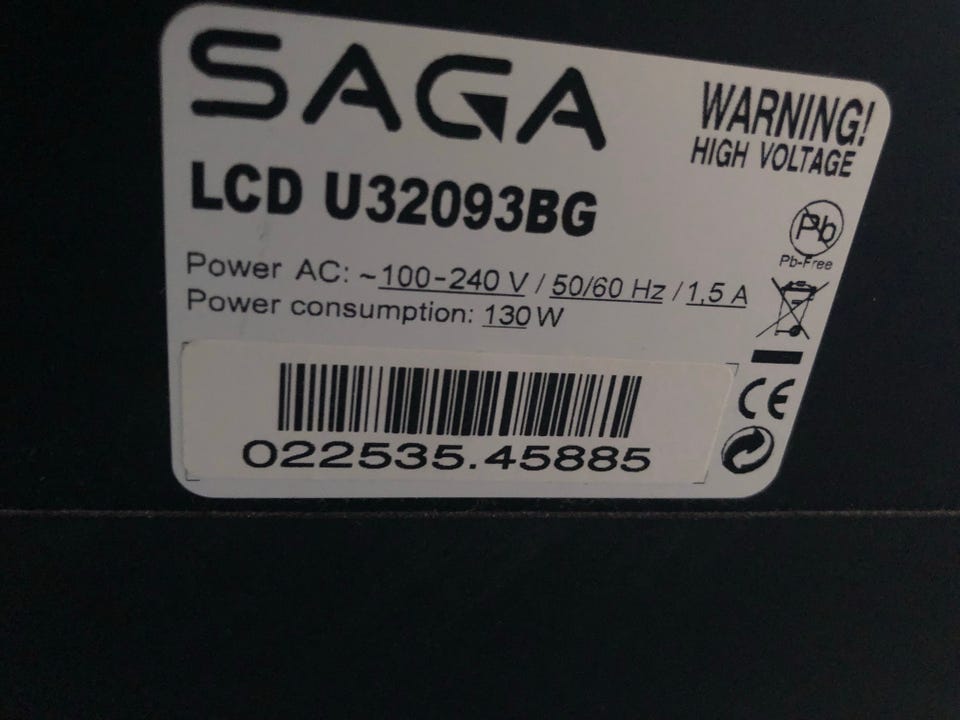 SAGA
WARNING!
HIGH VOLTAGE
LCD U32093BG
Pb
Pb-Free
Power AC: ~100-240 V / 50/60 Hz / 1,5 A
Power consumption: 130W
CE
022535.45885